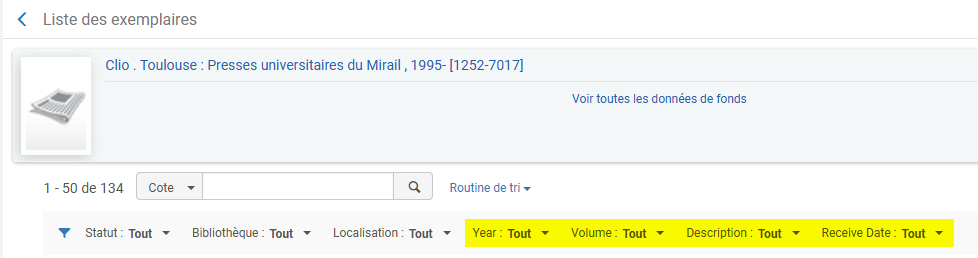 Liste des exemplaires
Clio . Toulouse : Presses universitaires du Mirail , 1995- [1252-7017]
Voir toutes les données de fonds
1 - 50 de 134 Cote Routine de tri
Statut : Tout Bibliothèque : Tout Localisation : Tout Year : Tout Volume : Tout Description : Tout Receive Date : Tout